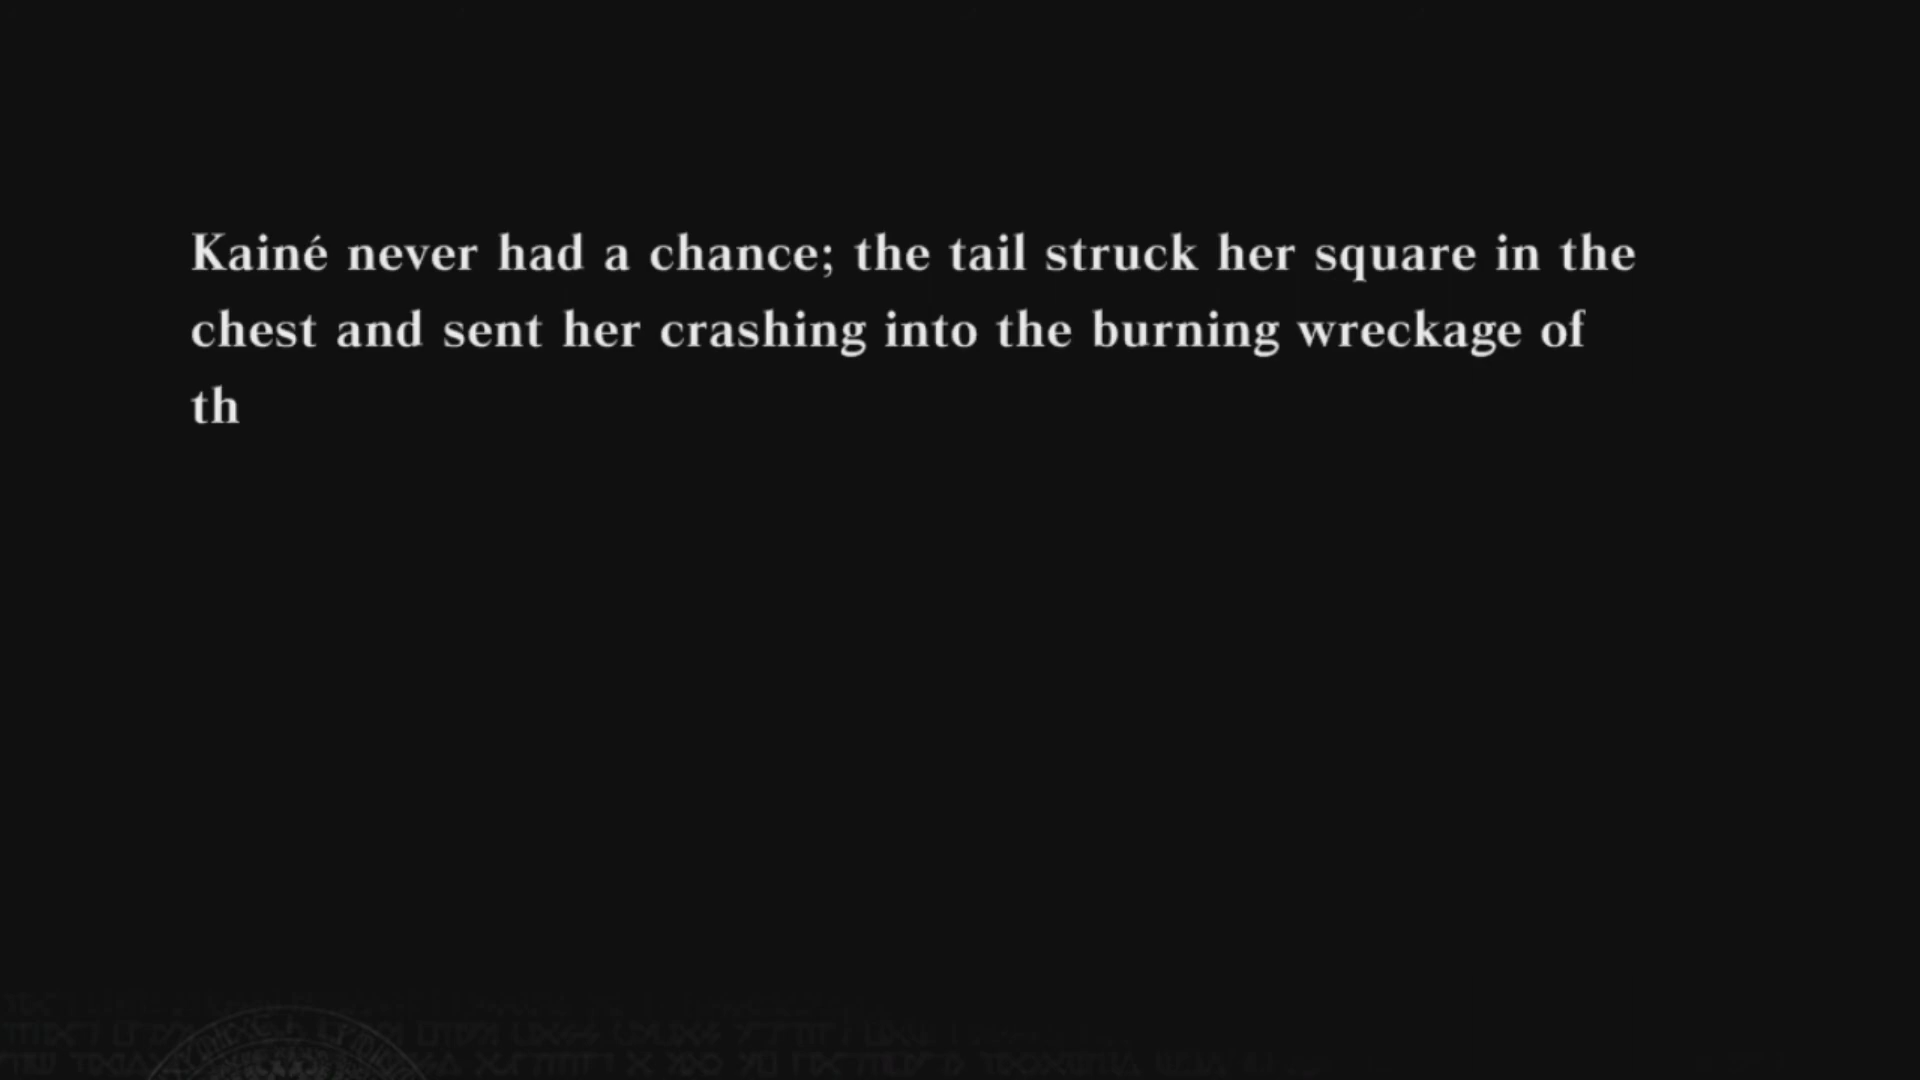 Kainé never had a chance; the tail struck her square in the
chest and sent her crashing into the burning wreckage of
th